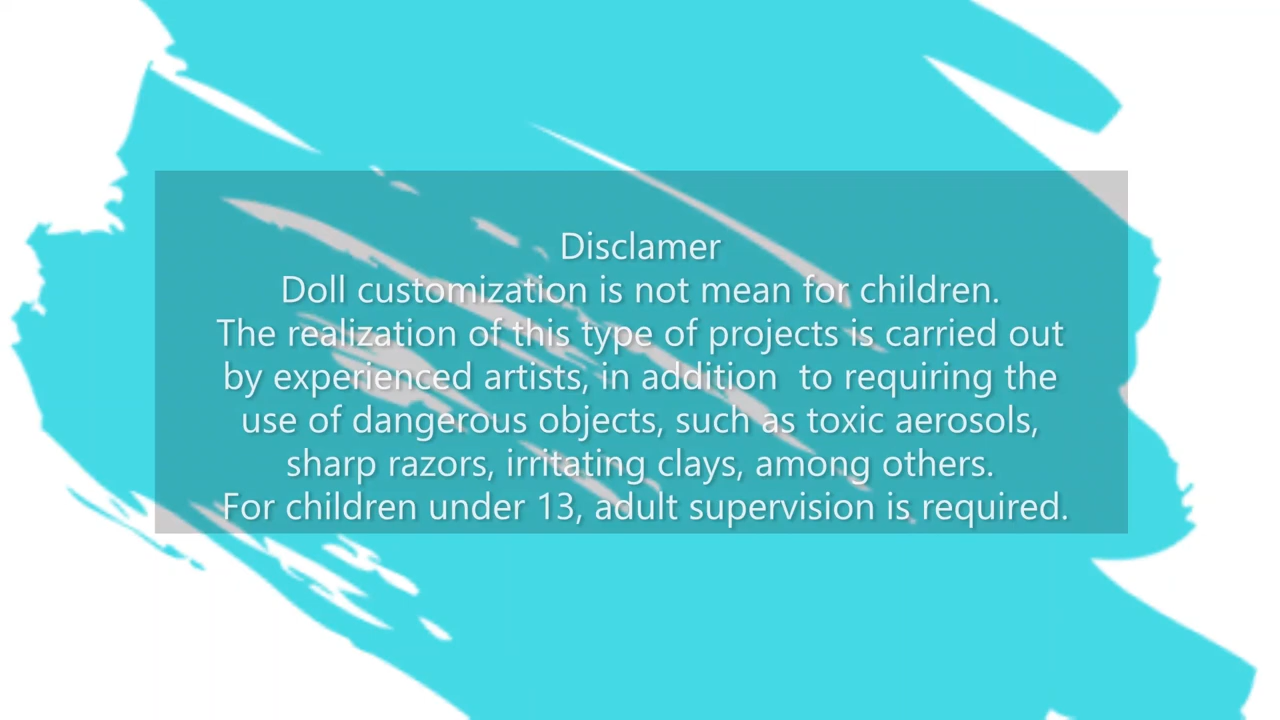 Disclamer
Doll customization is not mean for children.
The realization of this type of projects is carried out
by experienced artists, in addition  to requiring the
use of dangerous objects, such as toxic aerosols,
sharp razors, irritating clays, among others.
For children under 13, adult supervision is required.